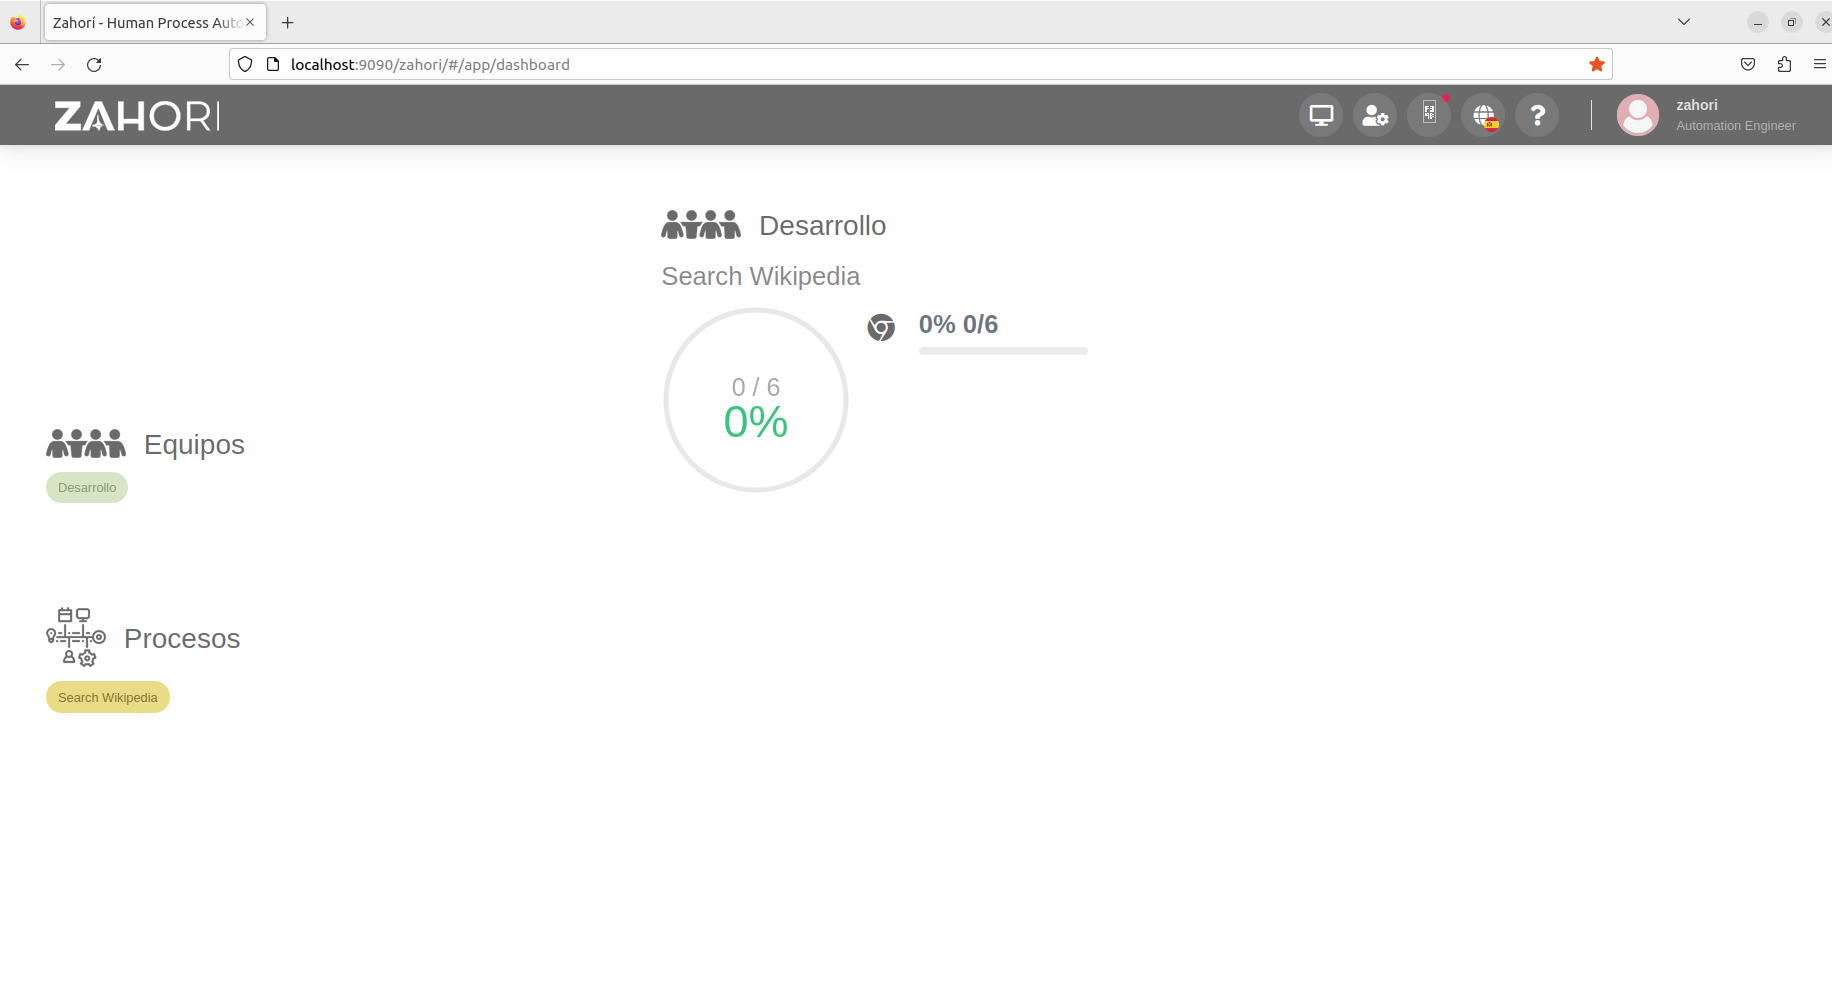 Zahorí - Human Process Auto
localhost:9090/zahori/#/app/dashboard
ZAHORI
zahori
Automation Engineer
Desarrollo
Search Wikipedia
0% 0/6
0 / 6
0%
Equipos
Desarrollo
Procesos
Search Wikipedia